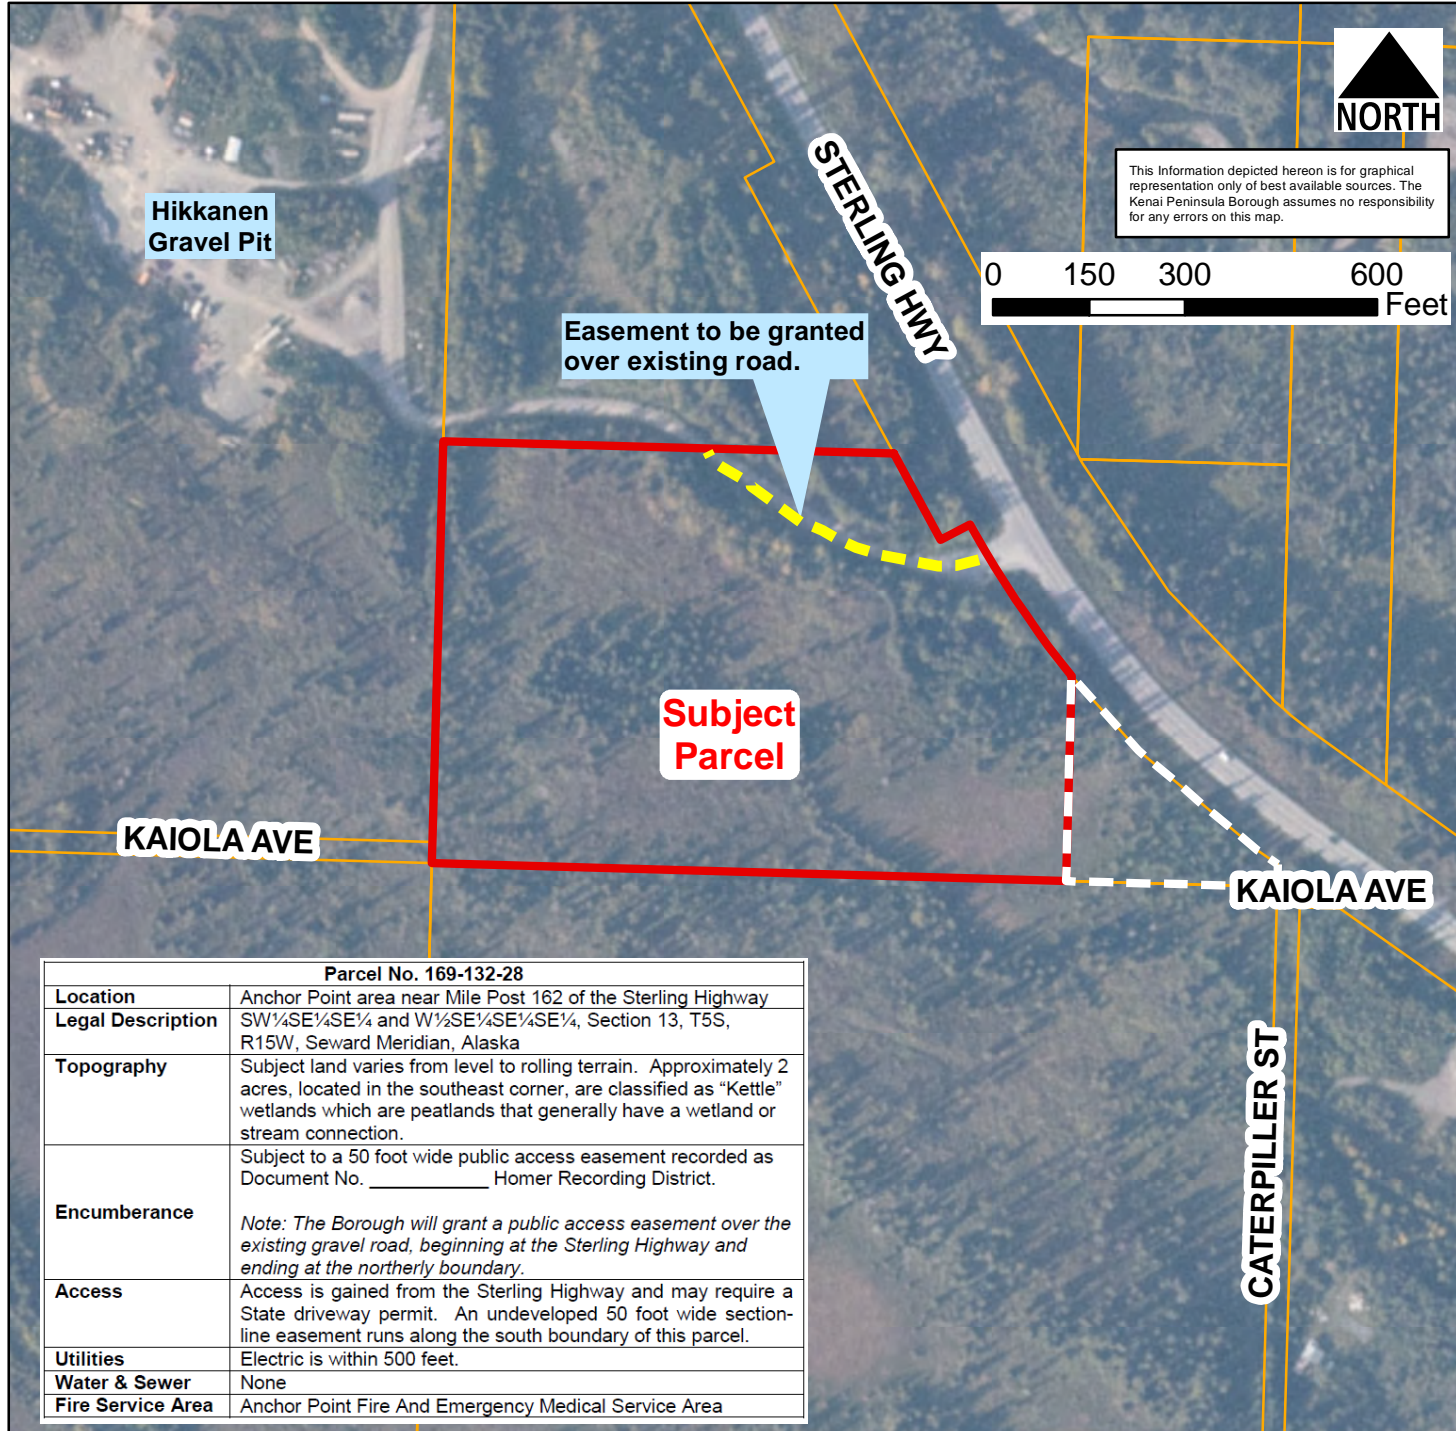 NORTH
This Information depicted hereon is for graphical
representation only of best available sources. The
Kenai Peninsula Borough assumes no responsibility
for any errors on this map.
0 150 300 600
Feet
STERLING HWY
Hikkanen
Gravel Pit
Easement to be granted
over existing road.
Subject
Parcel
KAIOLA AVE
KAIOLA AVE
CATERPILLER ST
Parcel No. 169-132-28
Location Anchor Point area near Mile Post 162 of the Sterling Highway
Legal Description SW¼SE¼SE¼ and W½SE¼SE¼SE¼, Section 13, T5S,
R15W, Seward Meridian, Alaska
Topography Subject land varies from level to rolling terrain. Approximately 2
acres, located in the southeast corner, are classified as “Kettle”
wetlands which are peatlands that generally have a wetland or
stream connection.
Encumberance Subject to a 50 foot wide public access easement recorded as
Document No. ___________ Homer Recording District.
Note: The Borough will grant a public access easement over the
existing gravel road, beginning at the Sterling Highway and
ending at the northerly boundary.
Access Access is gained from the Sterling Highway and may require a
State driveway permit. An undeveloped 50 foot wide section-
line easement runs along the south boundary of this parcel.
Utilities Electric is within 500 feet.
Water & Sewer None
Fire Service Area Anchor Point Fire And Emergency Medical Service Area